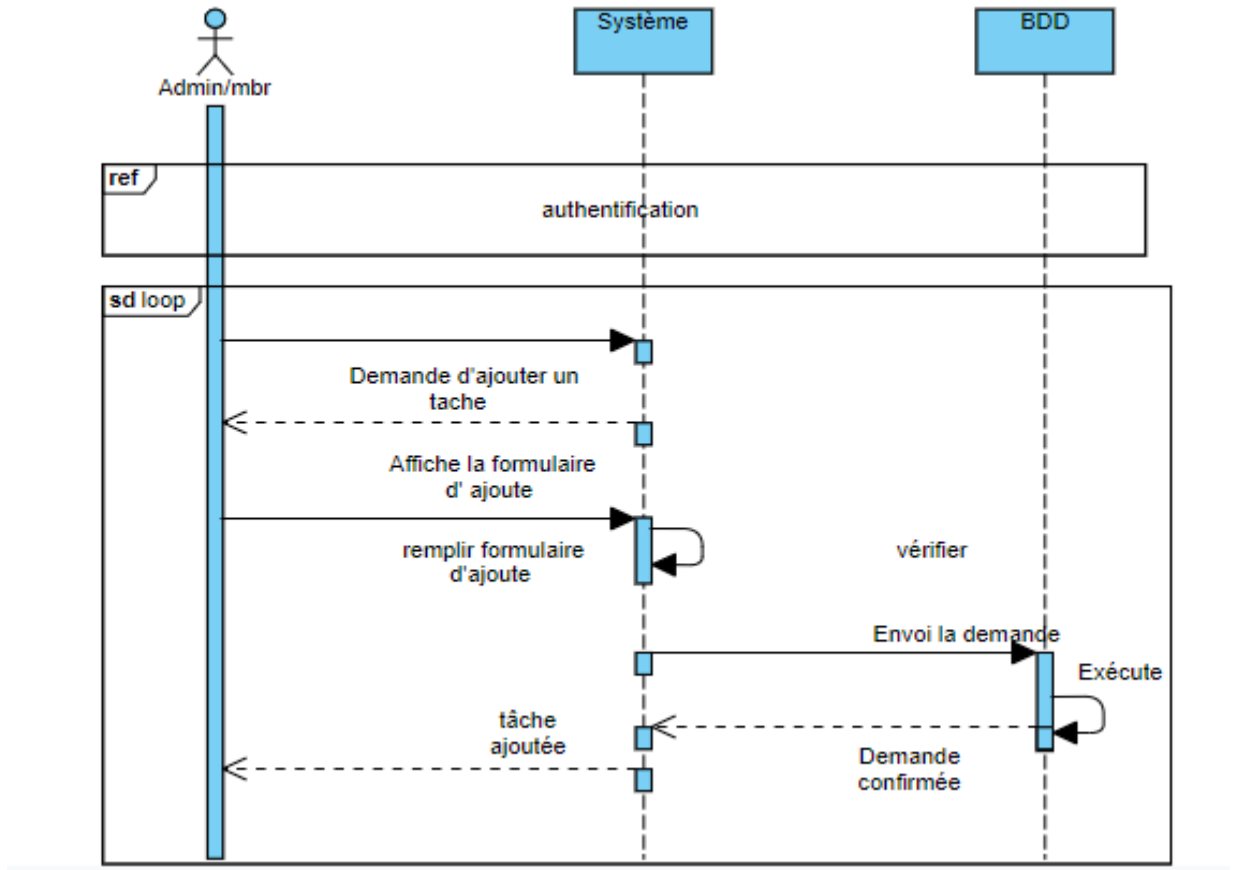 Système
BDD
Admin/mbr
ref
authentification
sd loop
Demande d'ajouter un
tache
Affiche la formulaire
d' ajoute
remplir formulaire
d'ajoute
vérifier
Envoi la demande
Exécute
tâche
ajoutée
Demande
confirmée